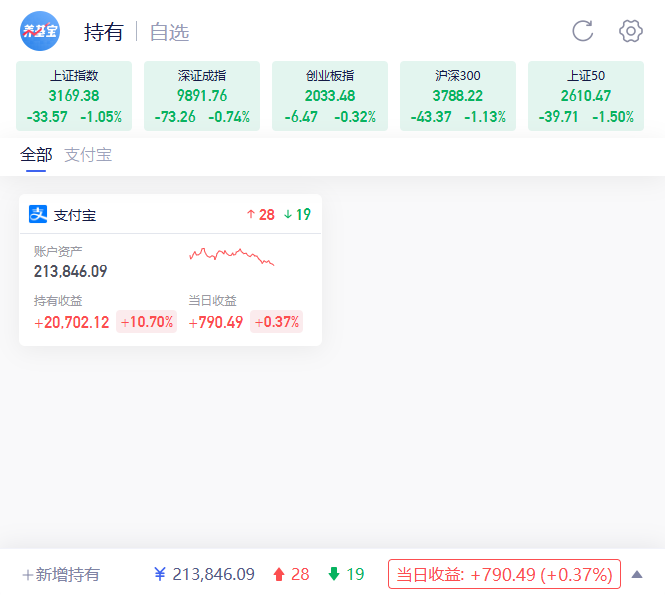 养基宝 持有 自选
上证指数 深证成指 创业板指 沪深300 上证50
3169.38 9891.76 2033.48 3788.22 2610.47
-33.57 -1.05% -73.26 -0.74% -6.47 -0.32% -43.37 -1.13% -39.71 -1.50%
全部 支付宝
支 支付宝 ↑28 ↓19
账户资产
213,846.09
持有收益 当日收益
+20,702.12 +10.70% +790.49 +0.37%
+新增持有 ¥ 213,846.09 28 19 当日收益: +790.49 (+0.37%)